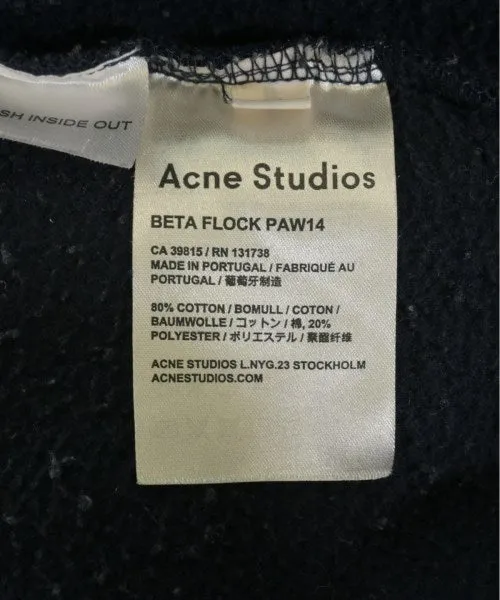 SH INSIDE OUT
Acne Studios
BETA FLOCK PAW14
CA 39815 / RN 131738
MADE IN PORTUGAL / FABRIQUÉ AU
PORTUGAL / 葡萄牙制造
80% COTTON / BOMULL / COTON /
BAUMWOLLE / コットン / 棉, 20%
POLYESTER / ポリエステル / 聚酯纤维
ACNE STUDIOS L.NYG.23 STOCKHOLM
ACNESTUDIOS.COM